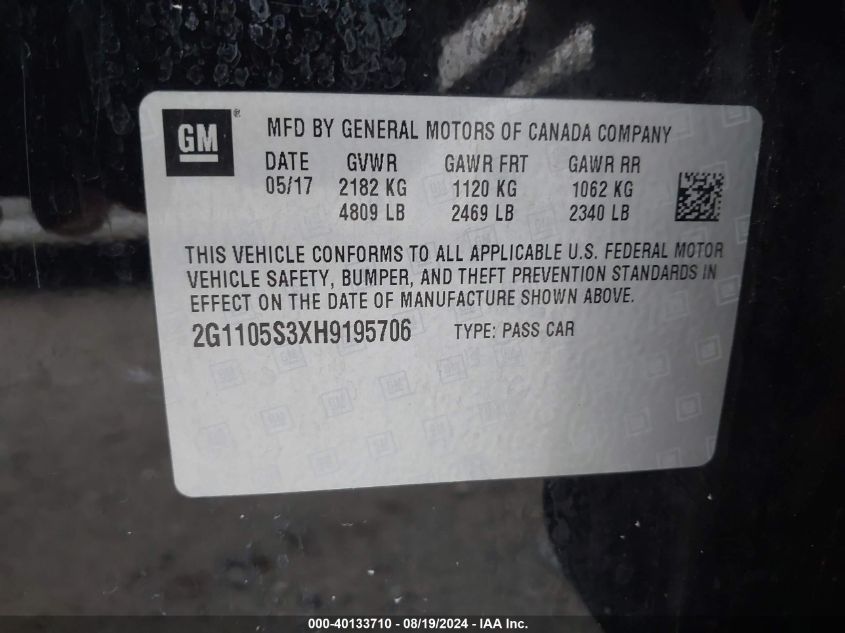 GM ®
MFD BY GENERAL MOTORS OF CANADA COMPANY
DATE GVWR GAWR FRT GAWR RR
05/17 2182 KG 1120 KG 1062 KG
4809 LB 2469 LB 2340 LB
THIS VEHICLE CONFORMS TO ALL APPLICABLE U.S. FEDERAL MOTOR
VEHICLE SAFETY, BUMPER, AND THEFT PREVENTION STANDARDS IN
EFFECT ON THE DATE OF MANUFACTURE SHOWN ABOVE.
2G1105S3XH9195706 TYPE: PASS CAR
000-40133710 - 08/19/2024 - IAA Inc.